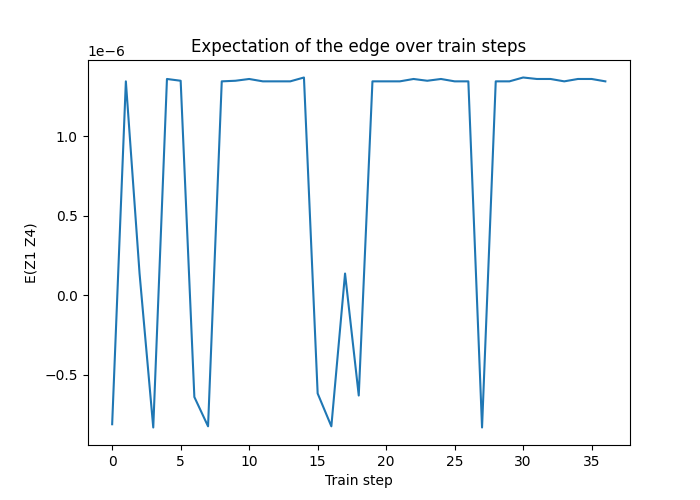 Expectation of the edge over train steps
1e−6
1.0
0.5
0.0
−0.5
E(Z1 Z4)
0 5 10 15 20 25 30 35
Train step